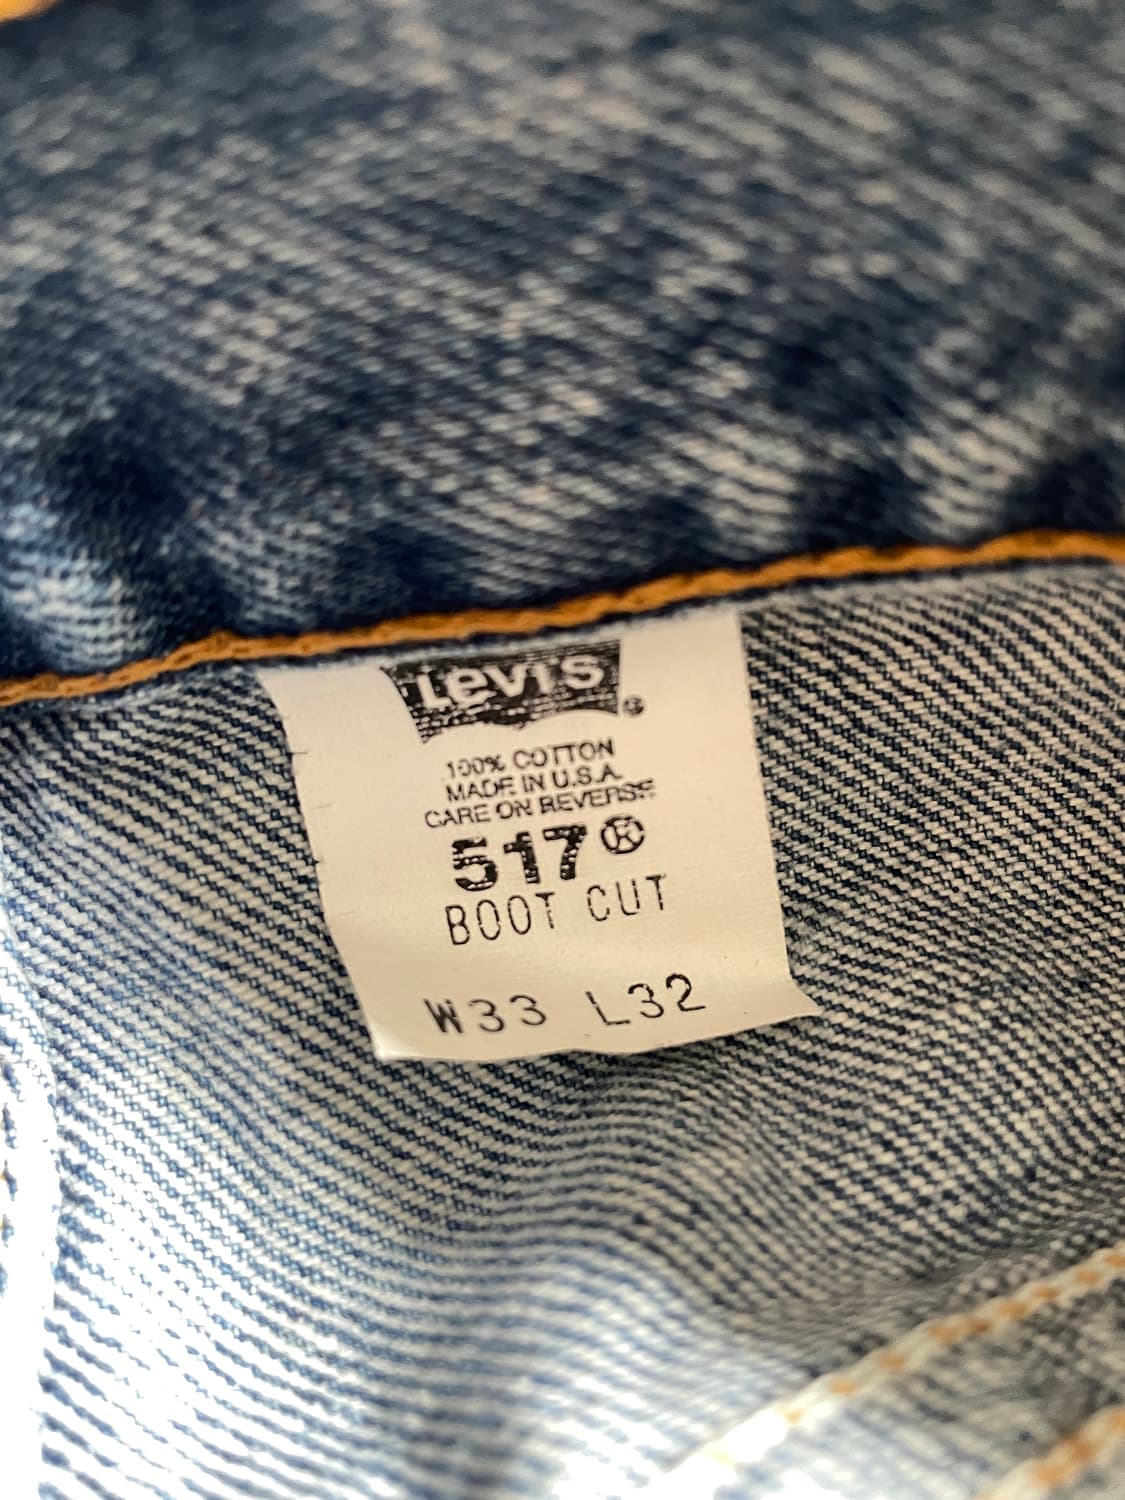 Levi's ®
100% COTTON
MADE IN U.S.A.
CARE ON REVERSE
517®
BOOT CUT
W33 L32